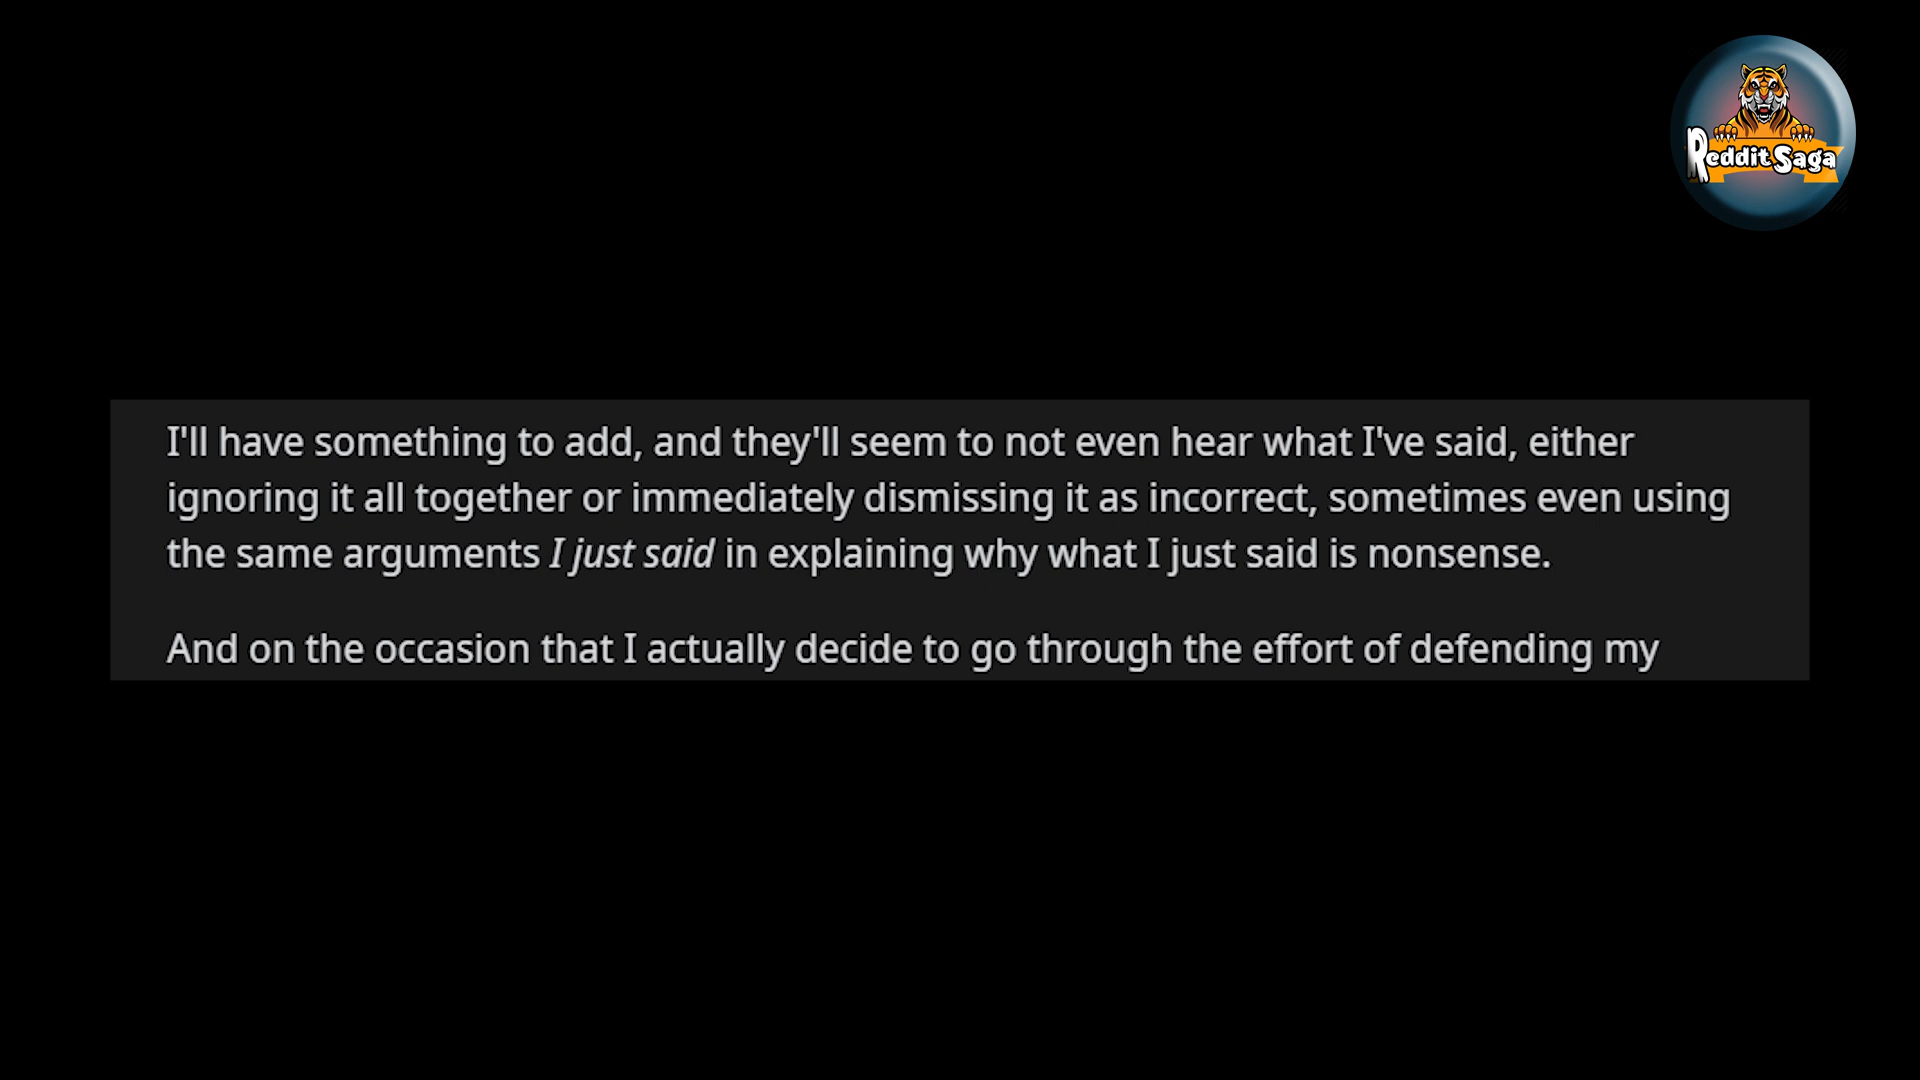 Reddit Saga
I'll have something to add, and they'll seem to not even hear what I've said, either
ignoring it all together or immediately dismissing it as incorrect, sometimes even using
the same arguments I just said in explaining why what I just said is nonsense.
And on the occasion that I actually decide to go through the effort of defending my